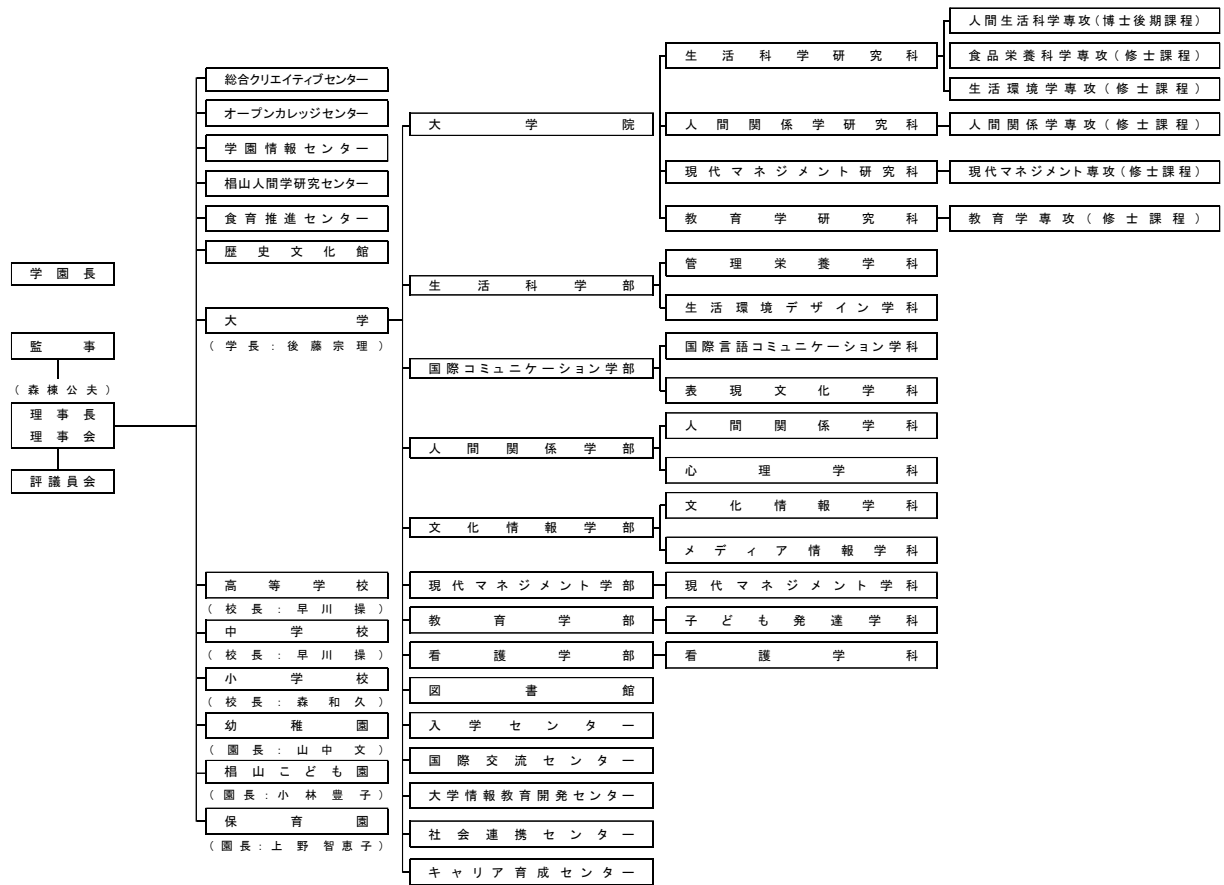 学園長
監事
(森棟公夫)
理事長
理事会
評議員会
総合クリエイティブセンター
オープンカレッジセンター
学園情報センター
椙山人間学研究センター
食育推進センター
歴史文化館
大学
(学長:後藤宗理)
高等学校
(校長:早川操)
中学校
(校長:早川操)
小学校
(校長:森和久)
幼稚園
(園長:山中文)
椙山こども園
(園長:小林豊子)
保育園
(園長:上野智恵子)
大学院
生活科学部
国際コミュニケーション学部
人間関係学部
文化情報学部
現代マネジメント学部
教育学部
看護学部
図書館
入学センター
国際交流センター
大学情報教育開発センター
社会連携センター
キャリア育成センター
生活科学研究科
人間関係学研究科
現代マネジメント研究科
教育学研究科
管理栄養学科
生活環境デザイン学科
国際言語コミュニケーション学科
表現文化学科
人間関係学科
心理学科
文化情報学科
メディア情報学科
現代マネジメント学科
子ども発達学科
看護学科
人間生活科学専攻(博士後期課程)
食品栄養科学専攻(修士課程)
生活環境学専攻(修士課程)
人間関係学専攻(修士課程)
現代マネジメント専攻(修士課程)
教育学専攻(修士課程)